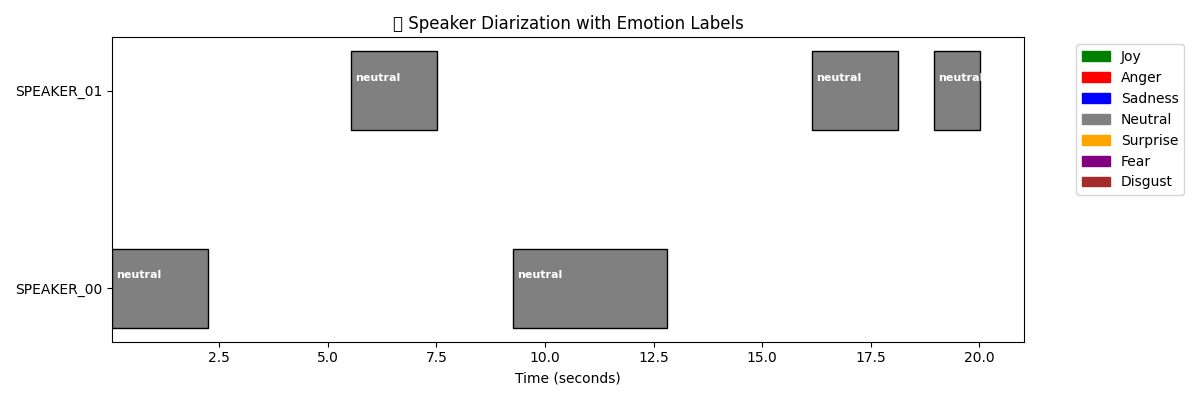 Speaker Diarization with Emotion Labels
SPEAKER_01
neutral
neutral
neutral
SPEAKER_00
neutral
neutral
2.5
5.0
7.5
10.0
12.5
15.0
17.5
20.0
Time (seconds)
Joy
Anger
Sadness
Neutral
Surprise
Fear
Disgust